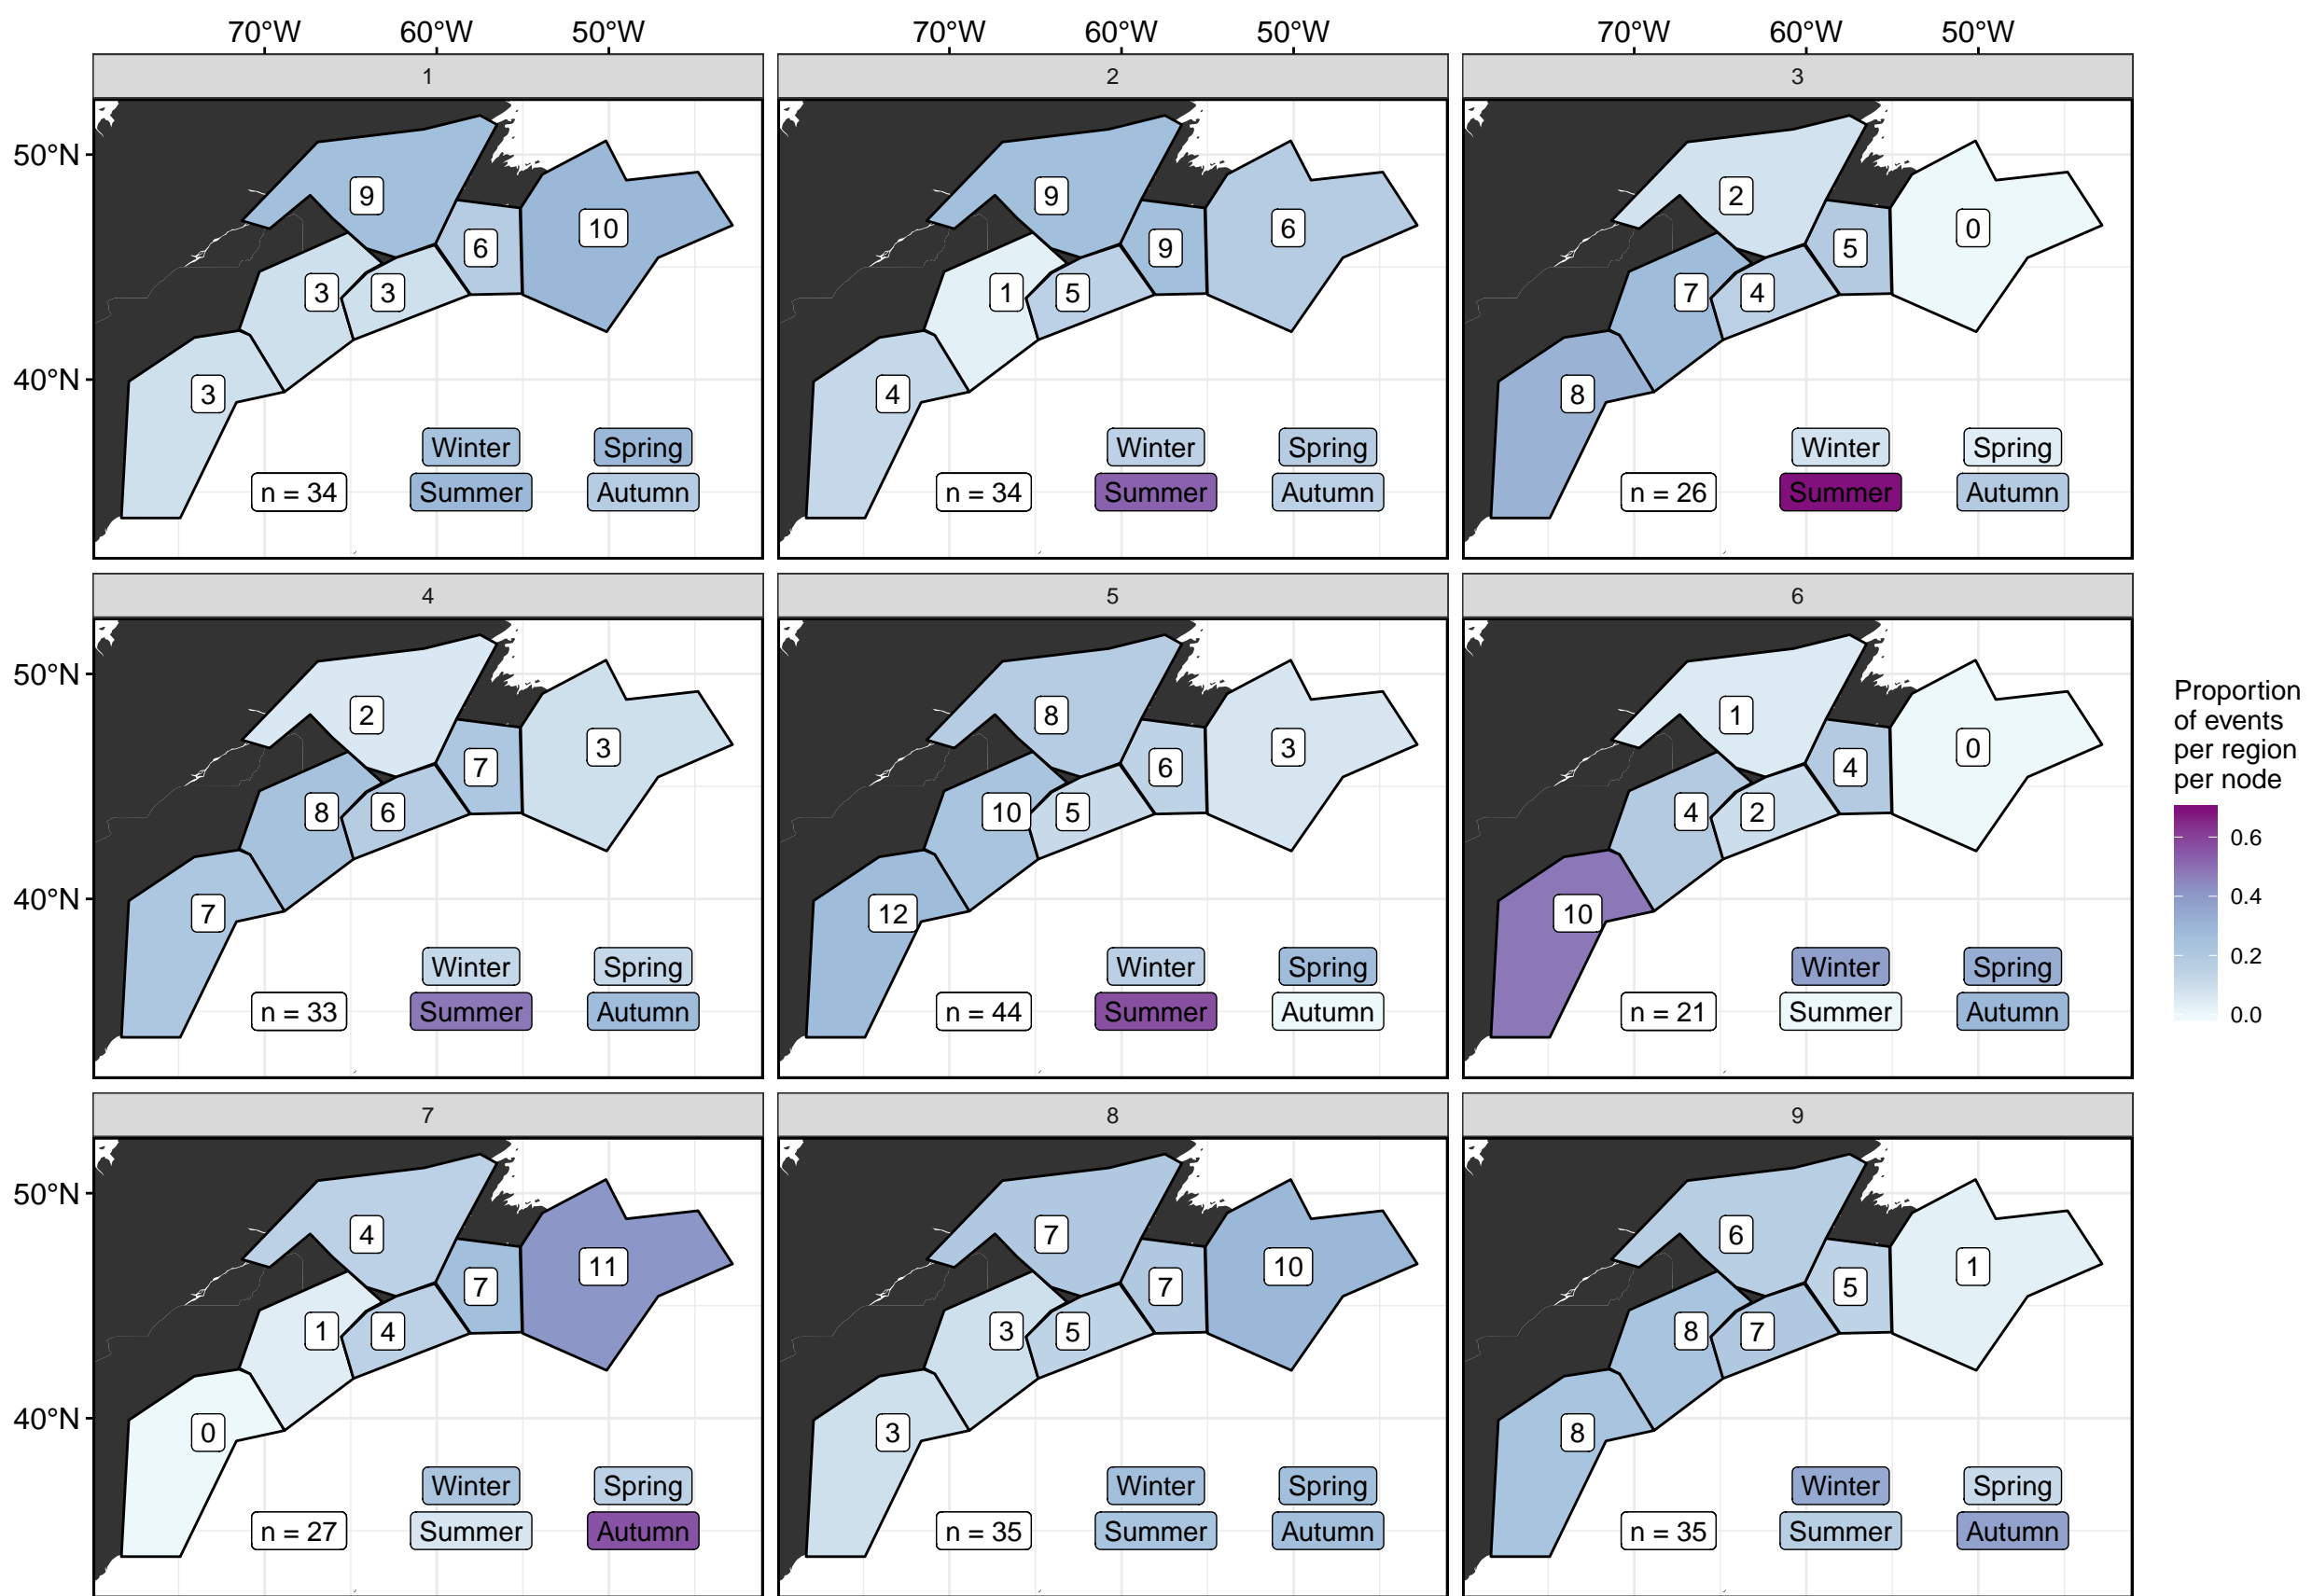 70°W 60°W 50°W 70°W 60°W 50°W 70°W 60°W 50°W
1 2 3
50°N
40°N
9 10 6 3 3 3
Winter Spring
n = 34 Summer Autumn
9 6 9 1 5 4
Winter Spring
n = 34 Summer Autumn
2 0 5 7 4 8
Winter Spring
n = 26 Summer Autumn
4 5 6
50°N
40°N
2 3 7 8 6 7
Winter Spring
n = 33 Summer Autumn
8 3 6 10 5 12
Winter Spring
n = 44 Summer Autumn
1 0 4 4 2 10
Winter Spring
n = 21 Summer Autumn
Proportion
of events
per region
per node
0.6
0.4
0.2
0.0
7 8 9
50°N
40°N
4 11 7 1 4 0
Winter Spring
n = 27 Summer Autumn
7 10 7 3 5 3
Winter Spring
n = 35 Summer Autumn
6 1 5 8 7 8
Winter Spring
n = 35 Summer Autumn